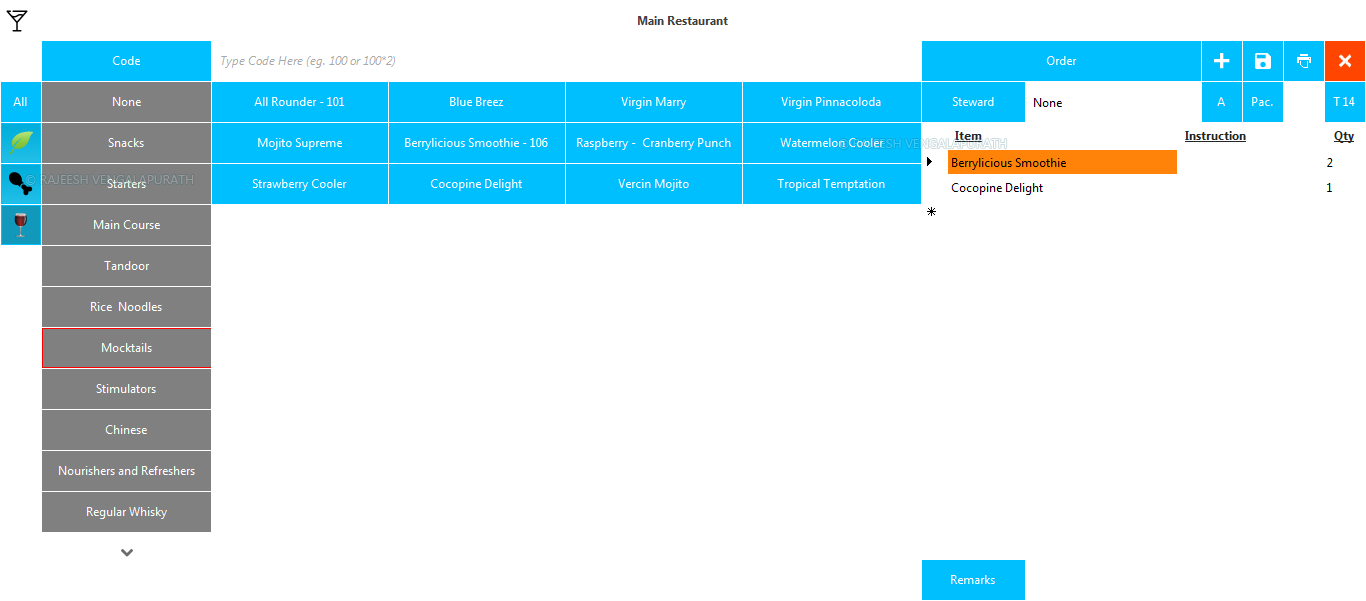 Main Restaurant
Code
Type Code Here (eg. 100 or 100*2)
Order
All
None
All Rounder - 101
Blue Breez
Virgin Marry
Virgin Pinnacoloda
Steward
None
A
Pac.
T 14
Snacks
Mojito Supreme
Berrylicious Smoothie - 106
Raspberry -  Cranberry Punch
Watermelon Cooler
© RAJEESH VENGALAPURATH
Item
Instruction
Qty
Berrylicious Smoothie
2
Starters
© RAJEESH VENGALAPURATH
Strawberry Cooler
Cocopine Delight
Vercin Mojito
Tropical Temptation
Cocopine Delight
1
Main Course
Tandoor
Rice  Noodles
Mocktails
Stimulators
Chinese
Nourishers and Refreshers
Regular Whisky
Remarks